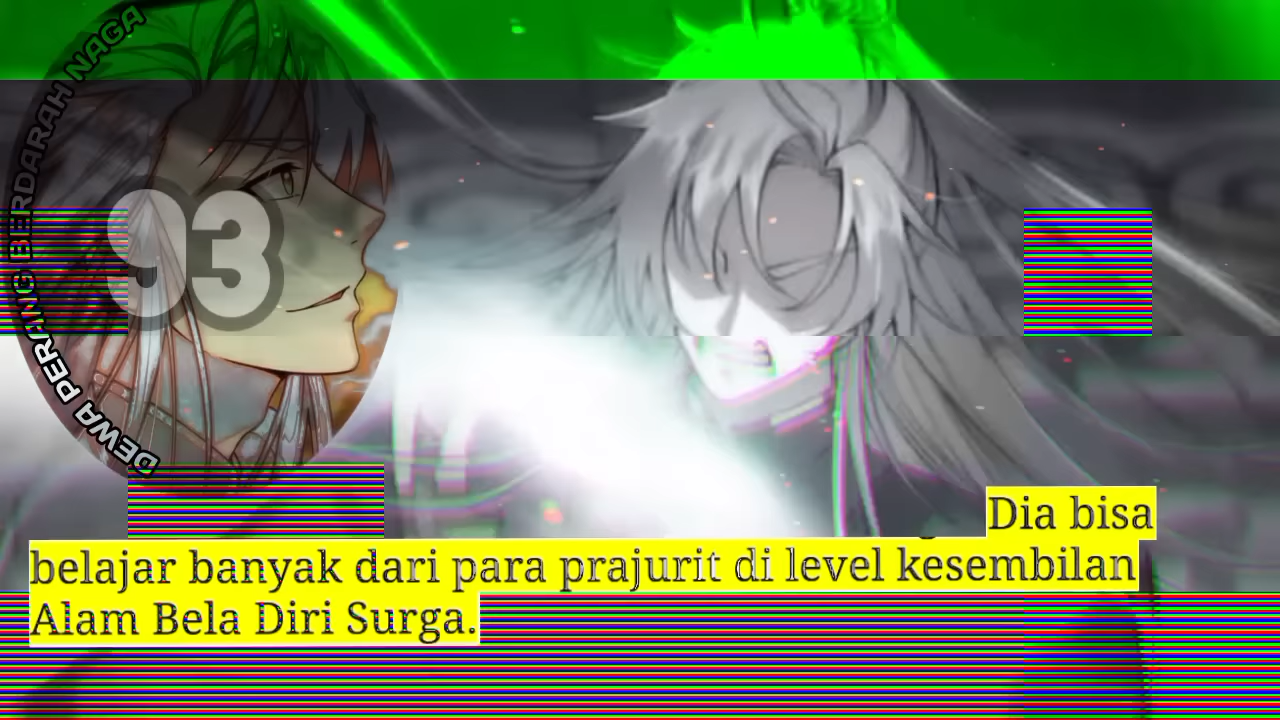 DEWA PERANG BERDARAH NAGA
93
Dia bisa
belajar banyak dari para prajurit di level kesembilan
Alam Bela Diri Surga.